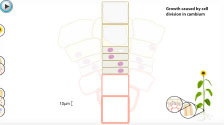 Growth caused by cell
division in cambium
10µm